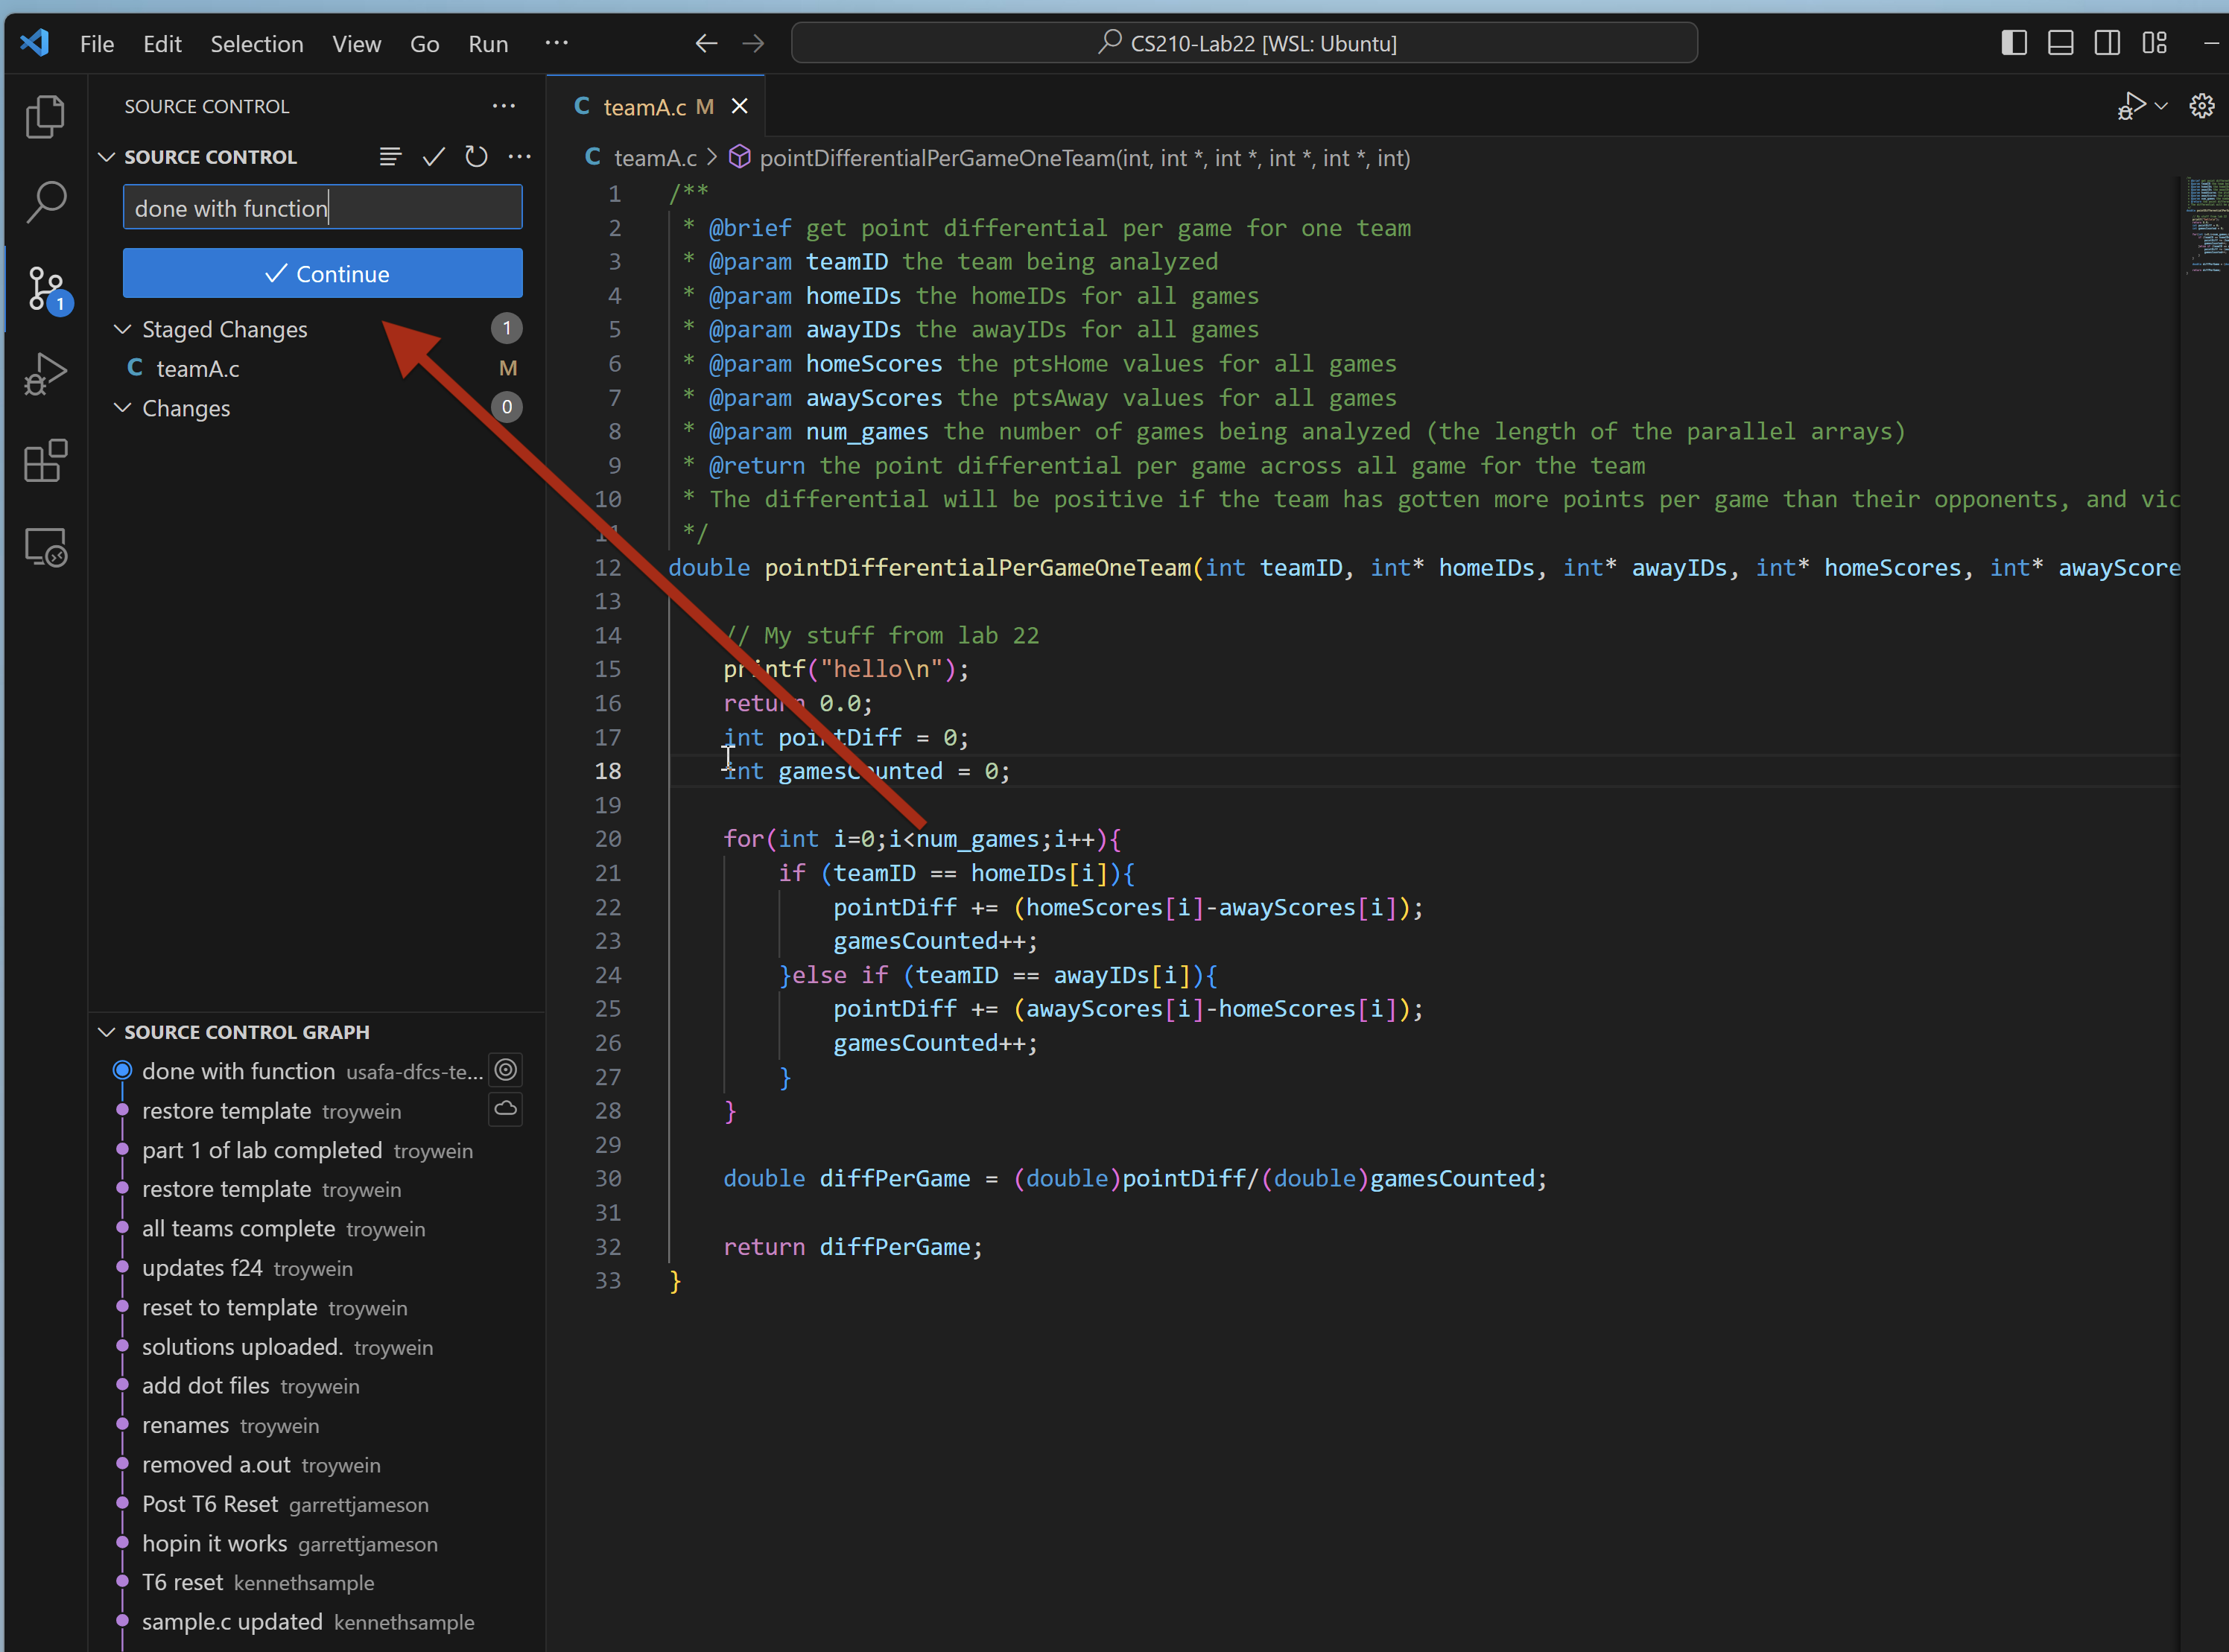 File Edit Selection View Go Run ···
CS210-Lab22 [WSL: Ubuntu]
SOURCE CONTROL
SOURCE CONTROL
done with function
Continue
Staged Changes 1
C teamA.c M
Changes 0
1
SOURCE CONTROL GRAPH
done with function usafa-dfcs-te...
restore template troywein
part 1 of lab completed troywein
restore template troywein
all teams complete troywein
updates f24 troywein
reset to template troywein
solutions uploaded. troywein
add dot files troywein
renames troywein
removed a.out troywein
Post T6 Reset garrettjameson
hopin it works garrettjameson
T6 reset kennethsample
sample.c updated kennethsample
C teamA.c M
C teamA.c > pointDifferentialPerGameOneTeam(int, int *, int *, int *, int *, int)
1 /**
2 * @brief get point differential per game for one team
3 * @param teamID the team being analyzed
4 * @param homeIDs the homeIDs for all games
5 * @param awayIDs the awayIDs for all games
6 * @param homeScores the ptsHome values for all games
7 * @param awayScores the ptsAway values for all games
8 * @param num_games the number of games being analyzed (the length of the parallel arrays)
9 * @return the point differential per game across all game for the team
10 * The differential will be positive if the team has gotten more points per game than their opponents, and vic
11 */
12 double pointDifferentialPerGameOneTeam(int teamID, int* homeIDs, int* awayIDs, int* homeScores, int* awayScore
13
14 // My stuff from lab 22
15 printf("hello\n");
16 return 0.0;
17 int pointDiff = 0;
18 int gamesCounted = 0;
19
20 for(int i=0;i<num_games;i++){
21 if (teamID == homeIDs[i]){
22 pointDiff += (homeScores[i]-awayScores[i]);
23 gamesCounted++;
24 }else if (teamID == awayIDs[i]){
25 pointDiff += (awayScores[i]-homeScores[i]);
26 gamesCounted++;
27 }
28 }
29
30 double diffPerGame = (double)pointDiff/(double)gamesCounted;
31
32 return diffPerGame;
33 }